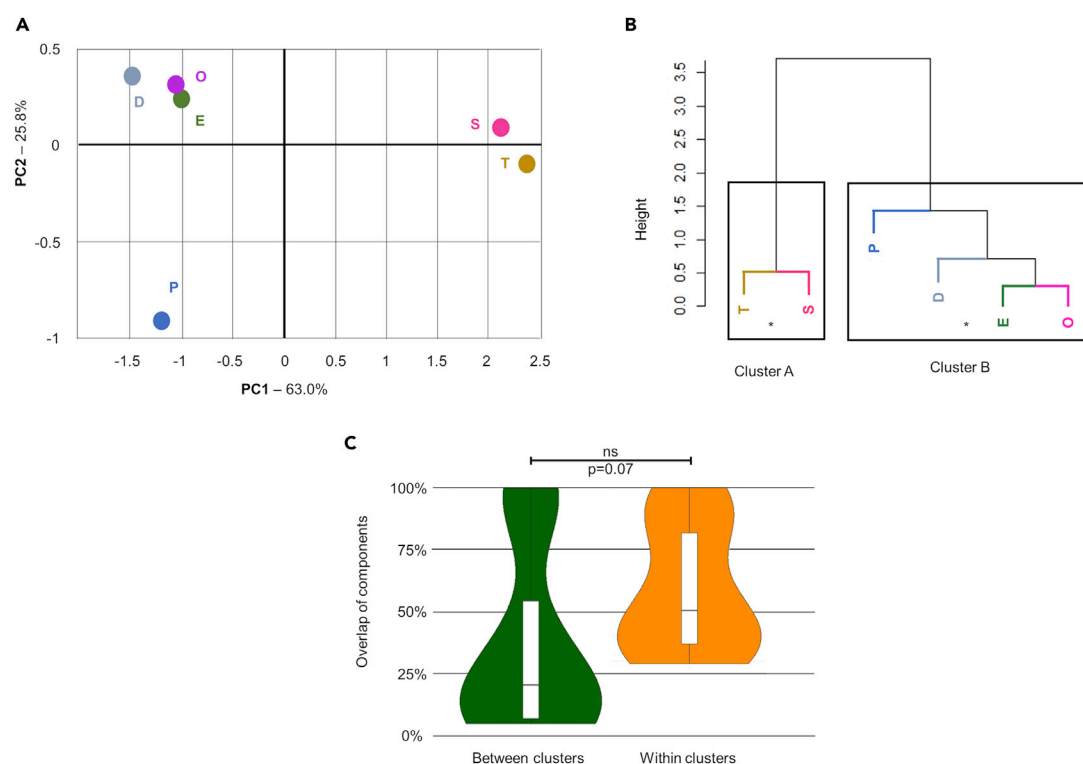 A
0.5
0
-0.5
-1
PC2 – 25.8%
D
O
E
S
T
P
-1.5
-1
-0.5
0
0.5
1
1.5
2
2.5
PC1 – 63.0%
B
Height
3.5
3.0
2.5
2.0
1.5
1.0
0.5
0.0
T
S
*
P
D
*
E
O
Cluster A
Cluster B
C
ns
p=0.07
Overlap of components
100%
75%
50%
25%
0%
Between clusters
Within clusters